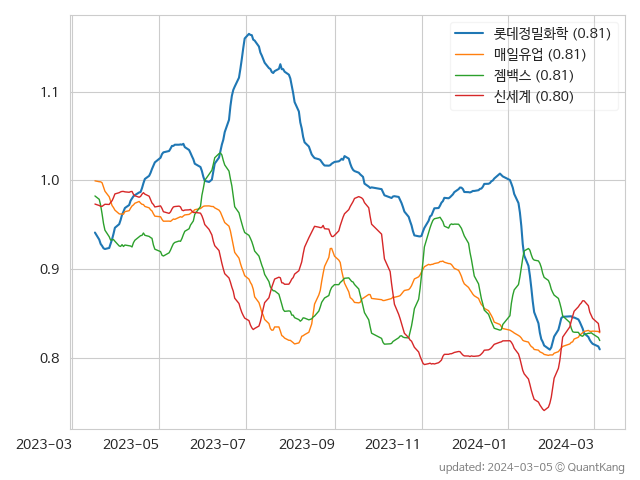 롯데정밀화학 (0.81)
매일유업 (0.81)
젬백스 (0.81)
신세계 (0.80)
1.1
1.0
0.9
0.8
2023-03 2023-05 2023-07 2023-09 2023-11 2024-01 2024-03
updated: 2024-03-05 © QuantKang